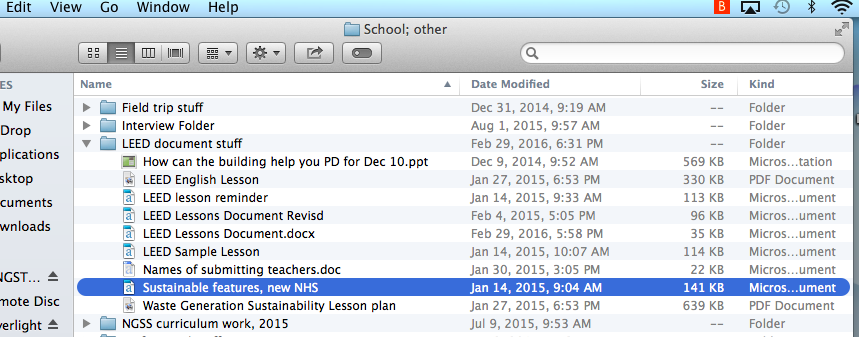 Edit View Window Help B
School; other
ES Name Date Modified Size Kind
My Files Field trip stuff Dec 31, 2014, 9:19 AM -- Folder
Drop Interview Folder Aug 1, 2015, 9:57 AM -- Folder
plications LEED document stuff Feb 29, 2016, 6:31 PM -- Folder
How can the building help you PD for Dec 10.ppt Dec 9, 2014, 9:52 AM 569 KB Micros...tation
sktop LEED English Lesson Jan 27, 2015, 6:53 PM 330 KB PDF Document
cuments LEED lesson reminder Jan 14, 2015, 9:33 AM 113 KB Micros...ument
LEED Lessons Document Revisd Feb 4, 2015, 5:05 PM 96 KB Micros...ument
wnloads LEED Lessons Document.docx Feb 29, 2016, 5:58 PM 35 KB Micros...ument
LEED Sample Lesson Jan 14, 2015, 10:07 AM 114 KB Micros...ument
NGST... Names of submitting teachers.doc Jan 30, 2015, 3:05 PM 22 KB Micros...ument
Sustainable features, new NHS Jan 14, 2015, 9:04 AM 141 KB Micros...ument
mote Disc Waste Generation Sustainability Lesson plan Jan 27, 2015, 6:53 PM 639 KB PDF Document
verlight NGSS curriculum work, 2015 Jul 9, 2015, 9:53 AM -- Folder